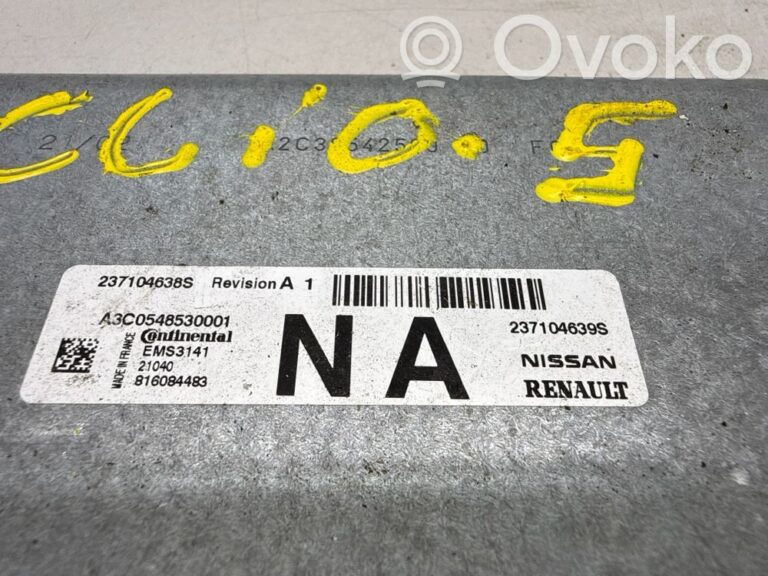 Ovoko
CLIO.5
237104638S Revision A 1
A3C0548530001
Continental
EMS3141
21040
816084483
MADE IN FRANCE
NA
237104639S
NISSAN
RENAULT